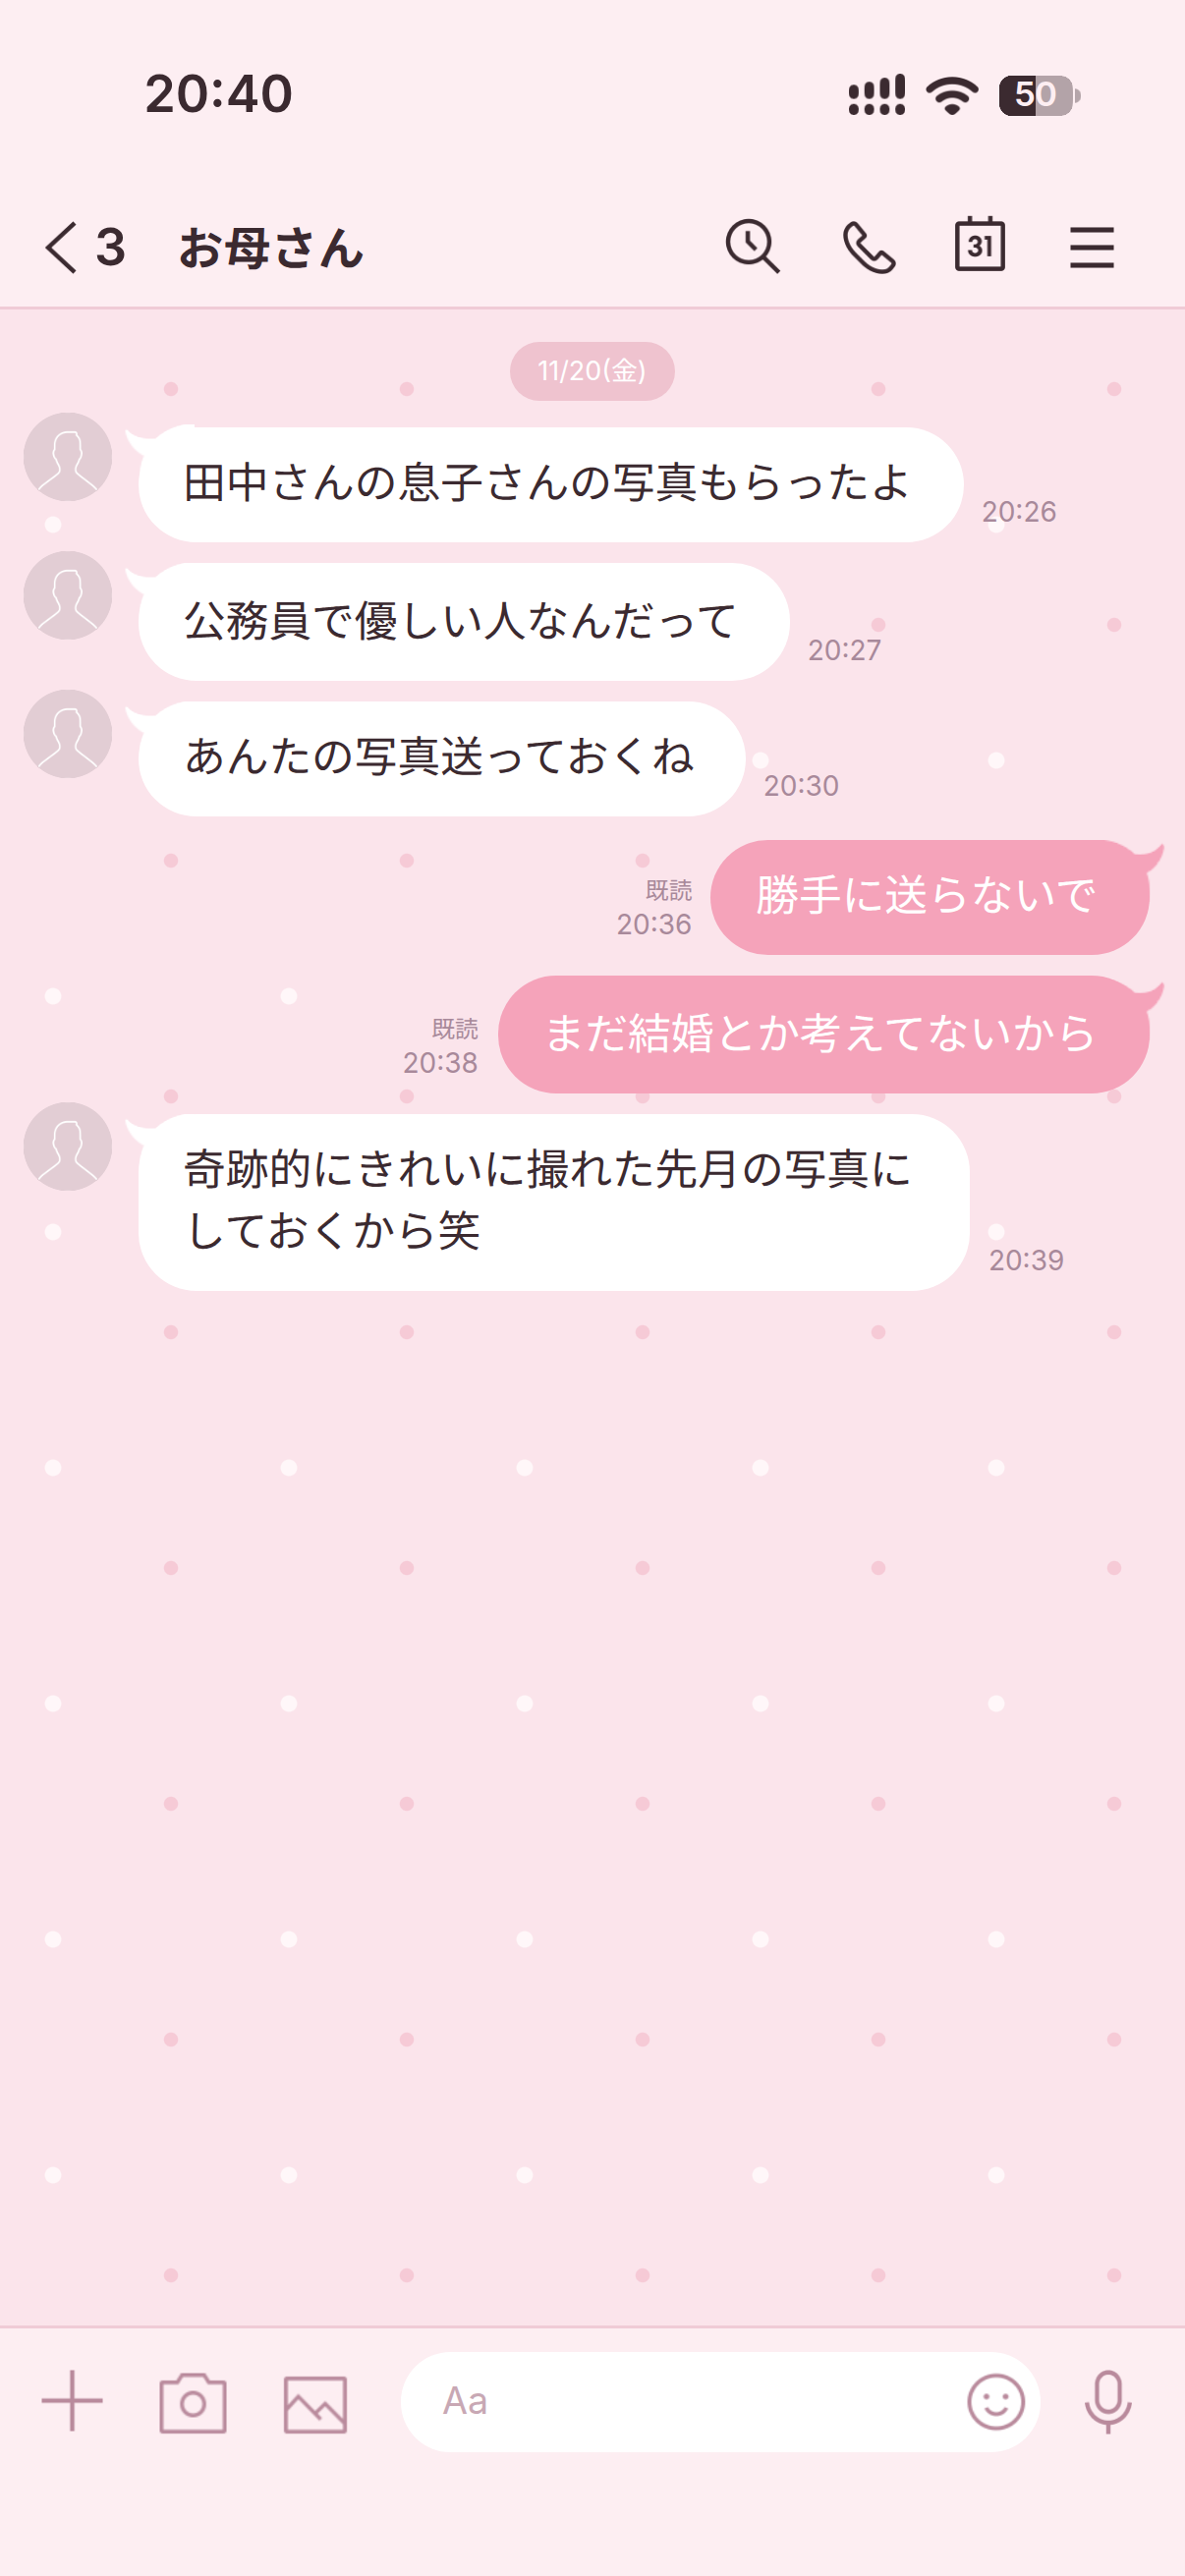 20:40
50
3 お母さん
31
11/20(金)
田中さんの息子さんの写真もらったよ
20:26
公務員で優しい人なんだって
20:27
あんたの写真送っておくね
20:30
勝手に送らないで
既読
20:36
まだ結婚とか考えてないから
既読
20:38
奇跡的にきれいに撮れた先月の写真に
しておくから笑
20:39
Aa